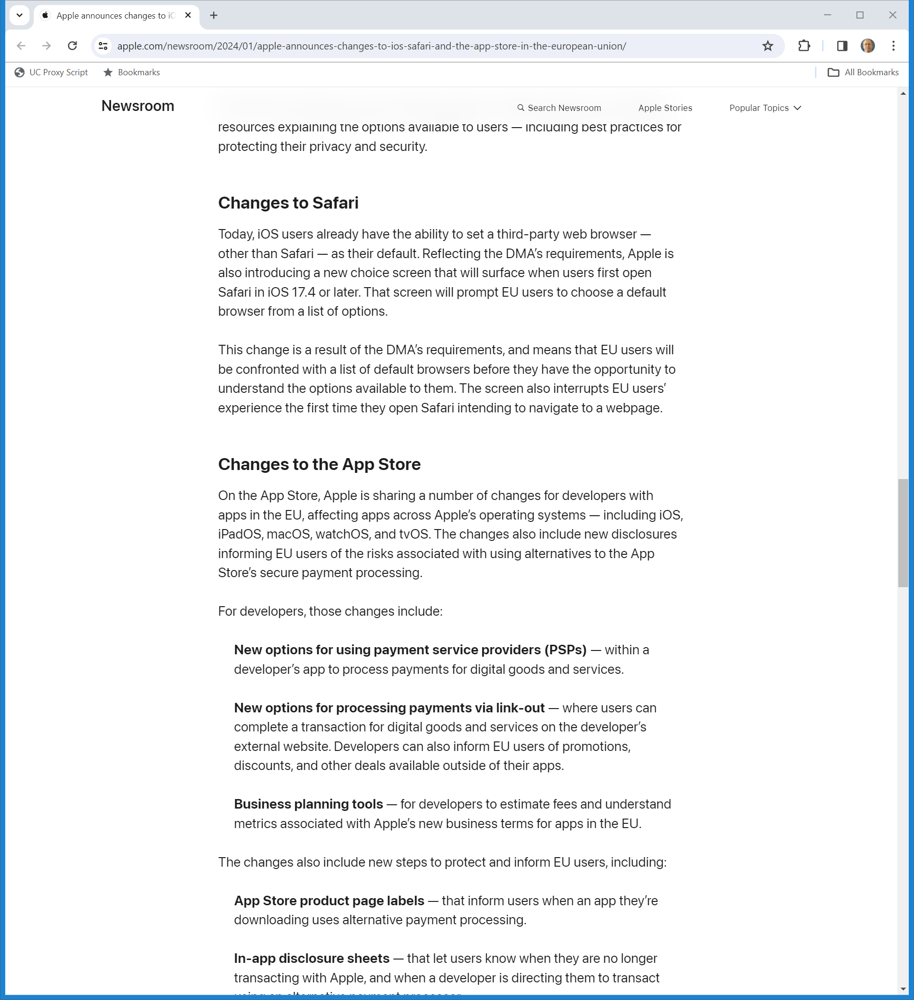 Apple announces changes to iO
apple.com/newsroom/2024/01/apple-announces-changes-to-ios-safari-and-the-app-store-in-the-european-union/
UC Proxy Script
Bookmarks
All Bookmarks
Newsroom
Search Newsroom
Apple Stories
Popular Topics
resources explaining the options available to users — including best practices for
protecting their privacy and security.
Changes to Safari
Today, iOS users already have the ability to set a third-party web browser —
other than Safari — as their default. Reflecting the DMA’s requirements, Apple is
also introducing a new choice screen that will surface when users first open
Safari in iOS 17.4 or later. That screen will prompt EU users to choose a default
browser from a list of options.
This change is a result of the DMA’s requirements, and means that EU users will
be confronted with a list of default browsers before they have the opportunity to
understand the options available to them. The screen also interrupts EU users’
experience the first time they open Safari intending to navigate to a webpage.
Changes to the App Store
On the App Store, Apple is sharing a number of changes for developers with
apps in the EU, affecting apps across Apple’s operating systems — including iOS,
iPadOS, macOS, watchOS, and tvOS. The changes also include new disclosures
informing EU users of the risks associated with using alternatives to the App
Store’s secure payment processing.
For developers, those changes include:
New options for using payment service providers (PSPs) — within a
developer’s app to process payments for digital goods and services.
New options for processing payments via link-out — where users can
complete a transaction for digital goods and services on the developer’s
external website. Developers can also inform EU users of promotions,
discounts, and other deals available outside of their apps.
Business planning tools — for developers to estimate fees and understand
metrics associated with Apple’s new business terms for apps in the EU.
The changes also include new steps to protect and inform EU users, including:
App Store product page labels — that inform users when an app they’re
downloading uses alternative payment processing.
In-app disclosure sheets — that let users know when they are no longer
transacting with Apple, and when a developer is directing them to transact
using an alternative payment processor.